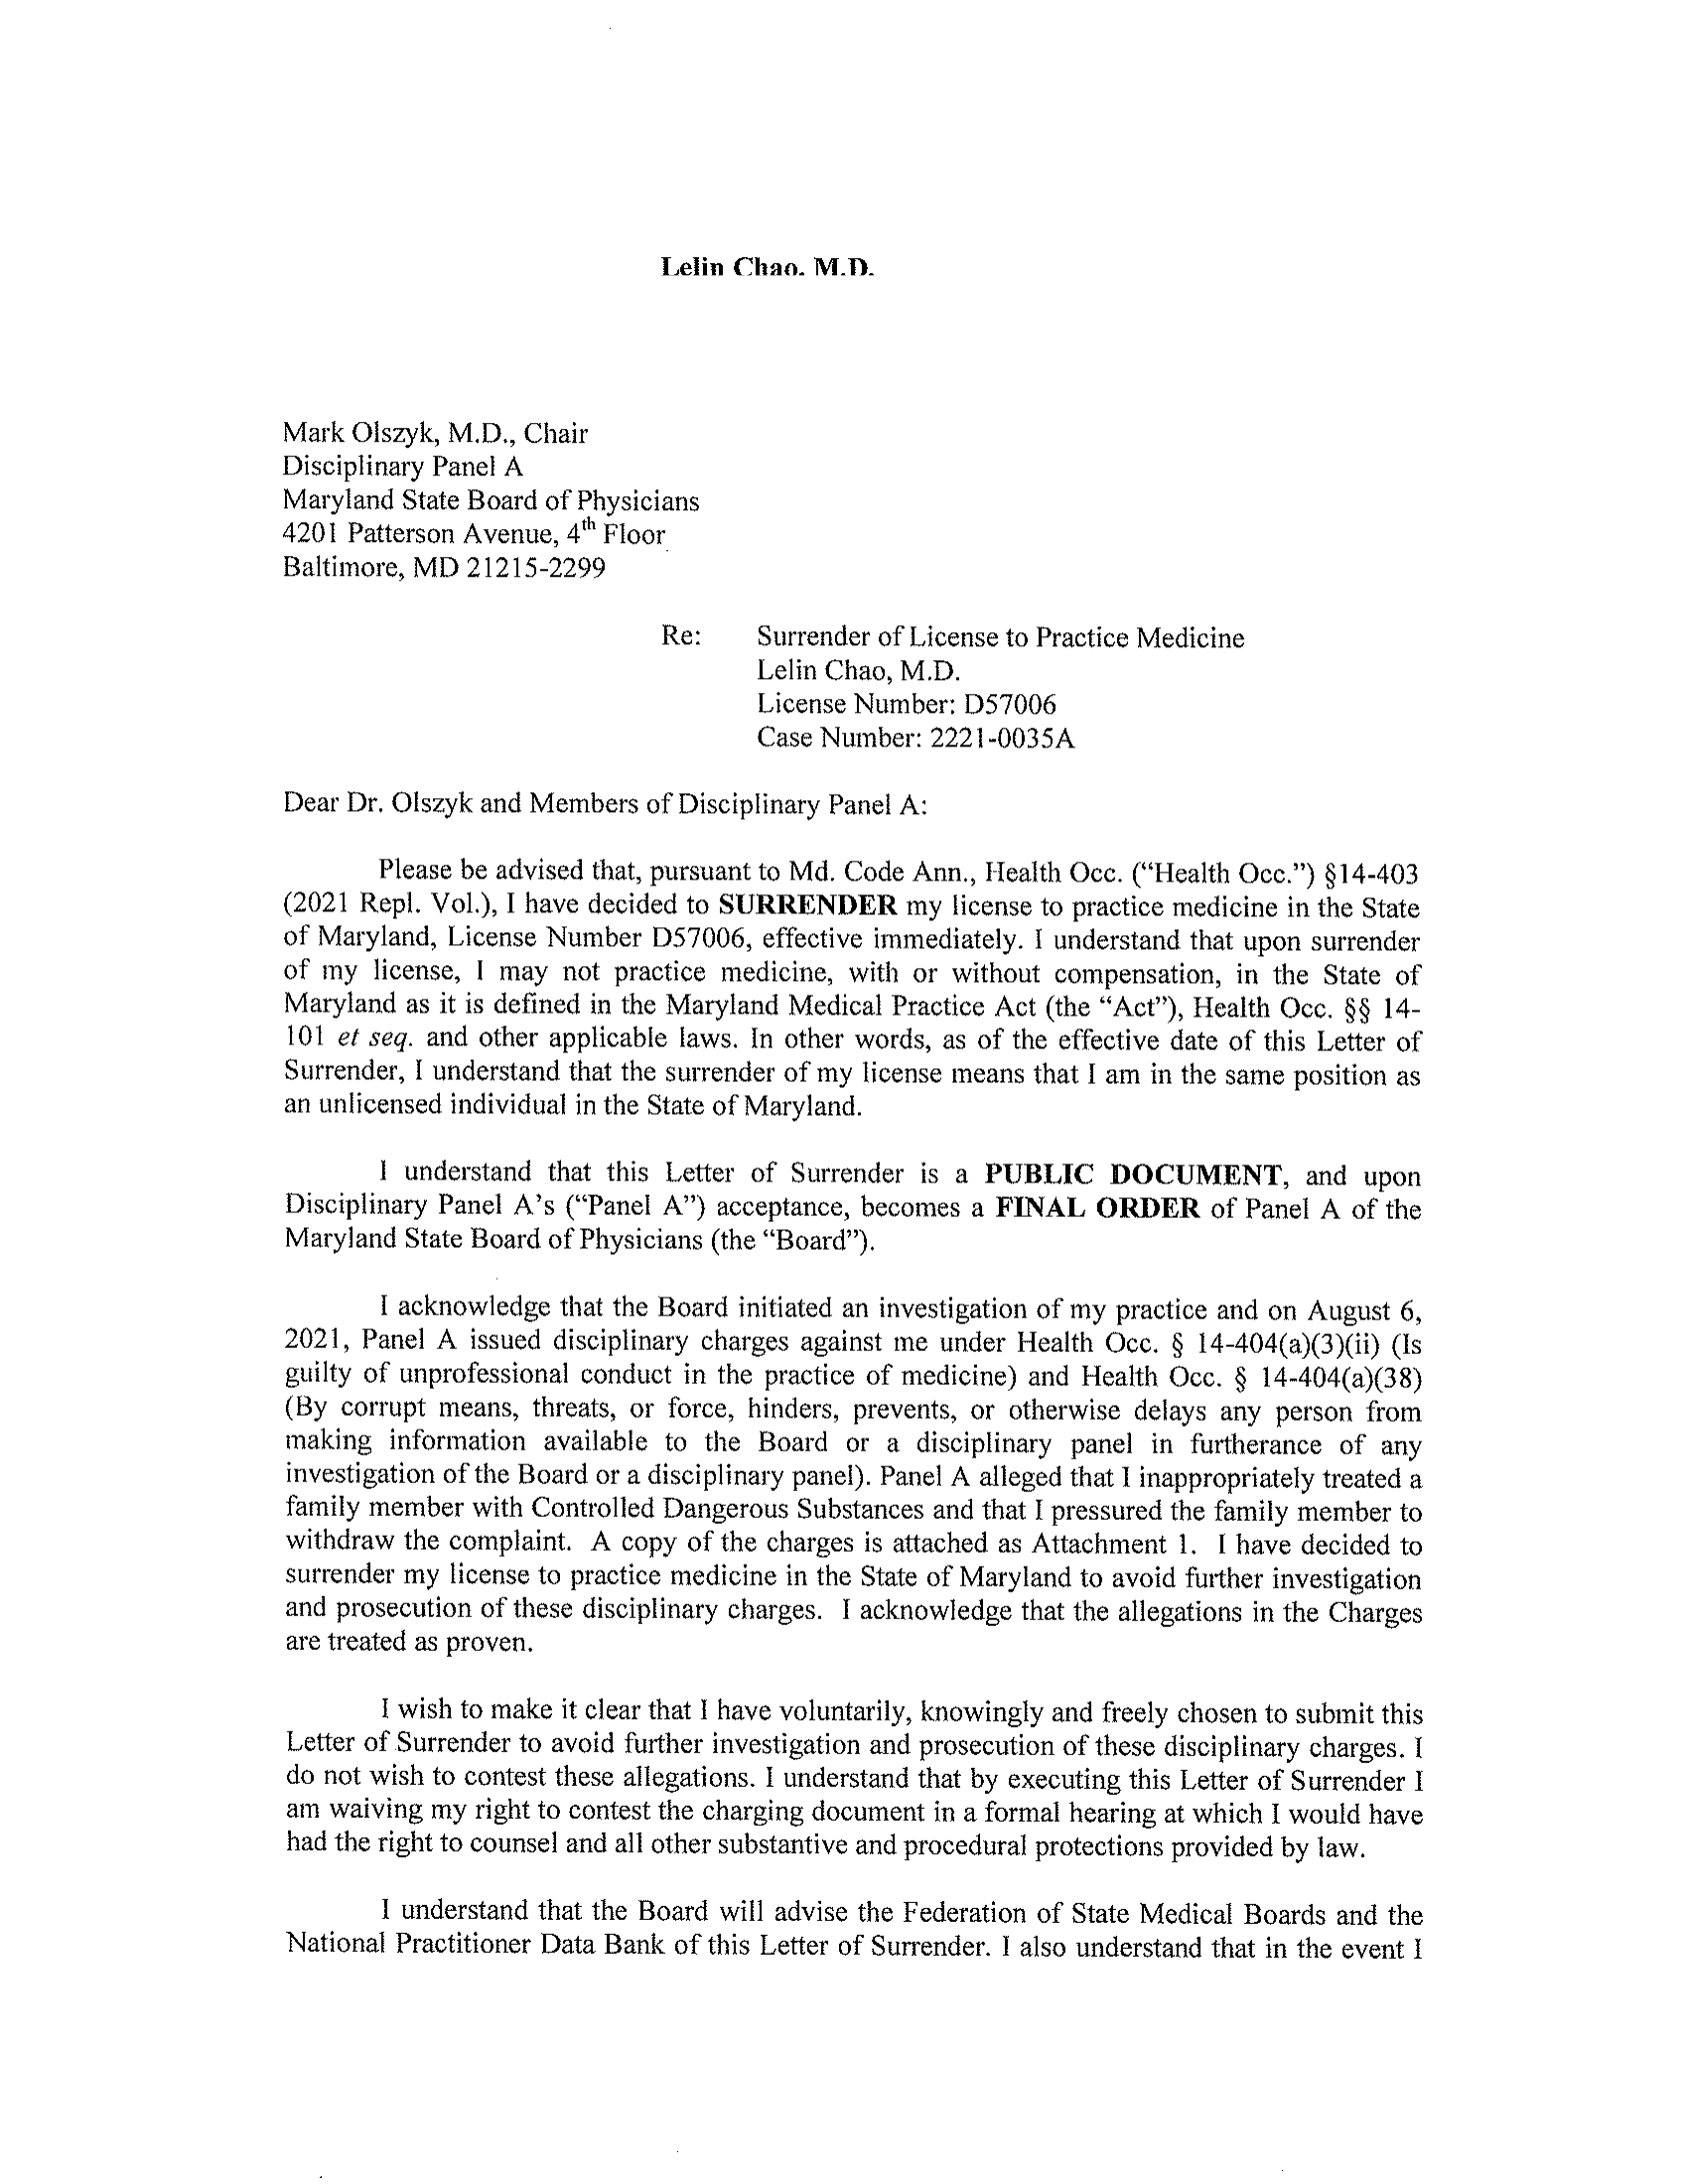 Lelin Chao, M.D.
Mark Olszyk, M.D., Chair
Disciplinary Panel A
Maryland State Board of Physicians
4201 Patterson Avenue, 4th Floor
Baltimore, MD 21215-2299
Re: Surrender of License to Practice Medicine
Lelin Chao, M.D.
License Number: D57006
Case Number: 2221-0035A
Dear Dr. Olszyk and Members of Disciplinary Panel A:
Please be advised that, pursuant to Md. Code Ann., Health Occ. (“Health Occ.”) §14-403
(2021 Repl. Vol.), I have decided to SURRENDER my license to practice medicine in the State
of Maryland, License Number D57006, effective immediately. I understand that upon surrender
of my license, I may not practice medicine, with or without compensation, in the State of
Maryland as it is defined in the Maryland Medical Practice Act (the “Act”), Health Occ. §§ 14-
101 et seq. and other applicable laws. In other words, as of the effective date of this Letter of
Surrender, I understand that the surrender of my license means that I am in the same position as
an unlicensed individual in the State of Maryland.
I understand that this Letter of Surrender is a PUBLIC DOCUMENT, and upon
Disciplinary Panel A’s (“Panel A”) acceptance, becomes a FINAL ORDER of Panel A of the
Maryland State Board of Physicians (the “Board”).
I acknowledge that the Board initiated an investigation of my practice and on August 6,
2021, Panel A issued disciplinary charges against me under Health Occ. § 14-404(a)(3)(ii) (Is
guilty of unprofessional conduct in the practice of medicine) and Health Occ. § 14-404(a)(38)
(By corrupt means, threats, or force, hinders, prevents, or otherwise delays any person from
making information available to the Board or a disciplinary panel in furtherance of any
investigation of the Board or a disciplinary panel). Panel A alleged that I inappropriately treated a
family member with Controlled Dangerous Substances and that I pressured the family member to
withdraw the complaint. A copy of the charges is attached as Attachment 1. I have decided to
surrender my license to practice medicine in the State of Maryland to avoid further investigation
and prosecution of these disciplinary charges. I acknowledge that the allegations in the Charges
are treated as proven.
I wish to make it clear that I have voluntarily, knowingly and freely chosen to submit this
Letter of Surrender to avoid further investigation and prosecution of these disciplinary charges. I
do not wish to contest these allegations. I understand that by executing this Letter of Surrender I
am waiving my right to contest the charging document in a formal hearing at which I would have
had the right to counsel and all other substantive and procedural protections provided by law.
I understand that the Board will advise the Federation of State Medical Boards and the
National Practitioner Data Bank of this Letter of Surrender. I also understand that in the event I